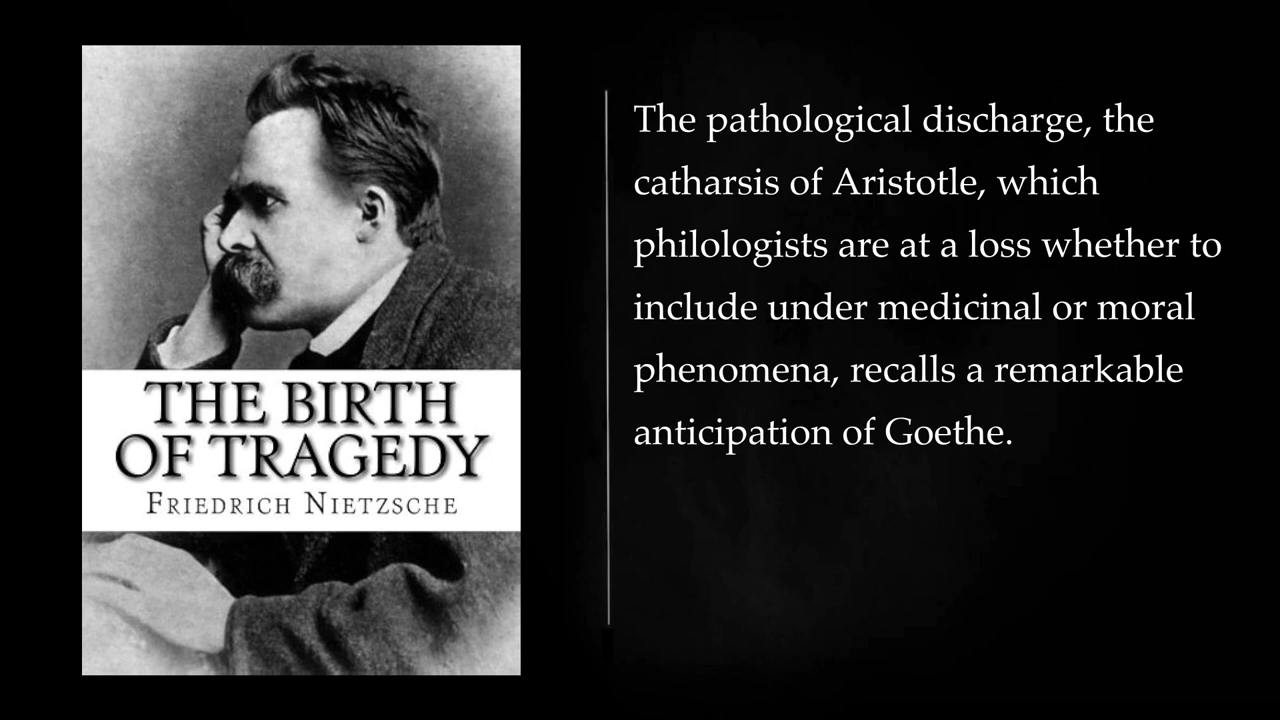 THE BIRTH
OF TRAGEDY
FRIEDRICH NIETZSCHE
The pathological discharge, the
catharsis of Aristotle, which
philologists are at a loss whether to
include under medicinal or moral
phenomena, recalls a remarkable
anticipation of Goethe.